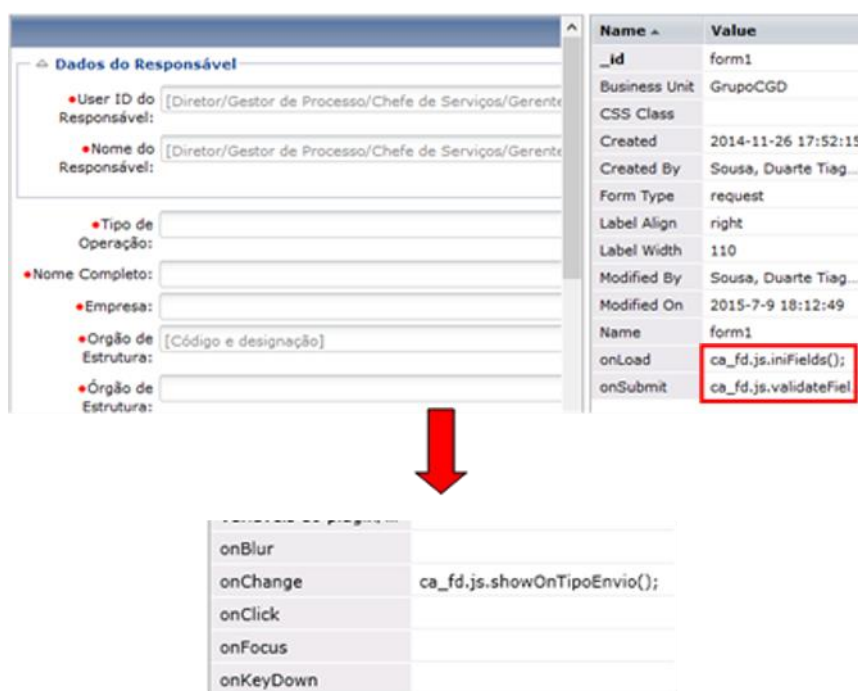 Dados do Responsável
User ID do Responsável:
[Diretor/Gestor de Processo/Chefe de Serviços/Gerente
Nome do Responsável:
[Diretor/Gestor de Processo/Chefe de Serviços/Gerente
Tipo de Operação:
Nome Completo:
Empresa:
Orgão de Estrutura:
[Código e designação]
Órgão de Estrutura:
Name Value
_id form1
Business Unit GrupoCGD
CSS Class
Created 2014-11-26 17:52:15
Created By Sousa, Duarte Tiag...
Form Type request
Label Align right
Label Width 110
Modified By Sousa, Duarte Tiag...
Modified On 2015-7-9 18:12:49
Name form1
onLoad ca_fd.js.iniFields();
onSubmit ca_fd.js.validateFiel...
onBlur
onChange ca_fd.js.showOnTipoEnvio();
onClick
onFocus
onKeyDown